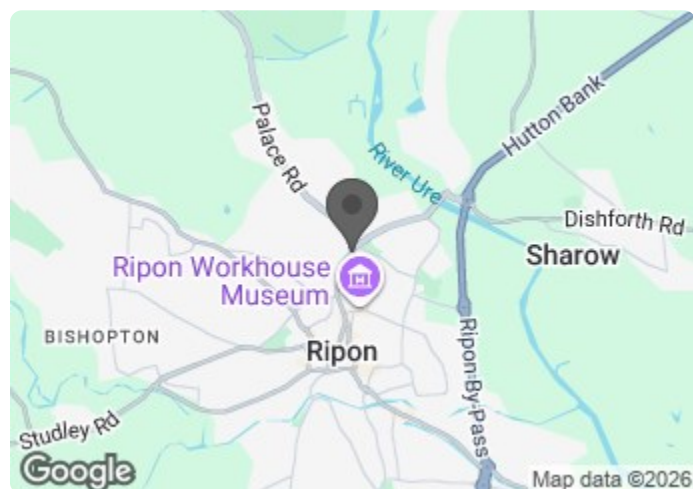 Palace Rd
River Ure
Hutton Bank
Dishforth Rd
Sharow
Ripon Workhouse
Museum
BISHOPTON
Ripon
Ripon By-Pass
Studley Rd
Google
Map data ©2026